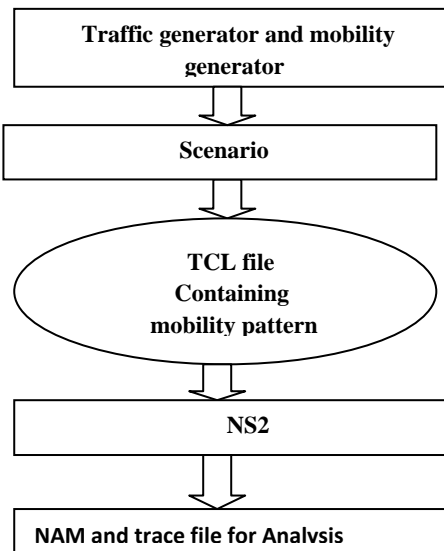 Traffic generator and mobility
generator
Scenario
TCL file
Containing
mobility pattern
NS2
NAM and trace file for Analysis